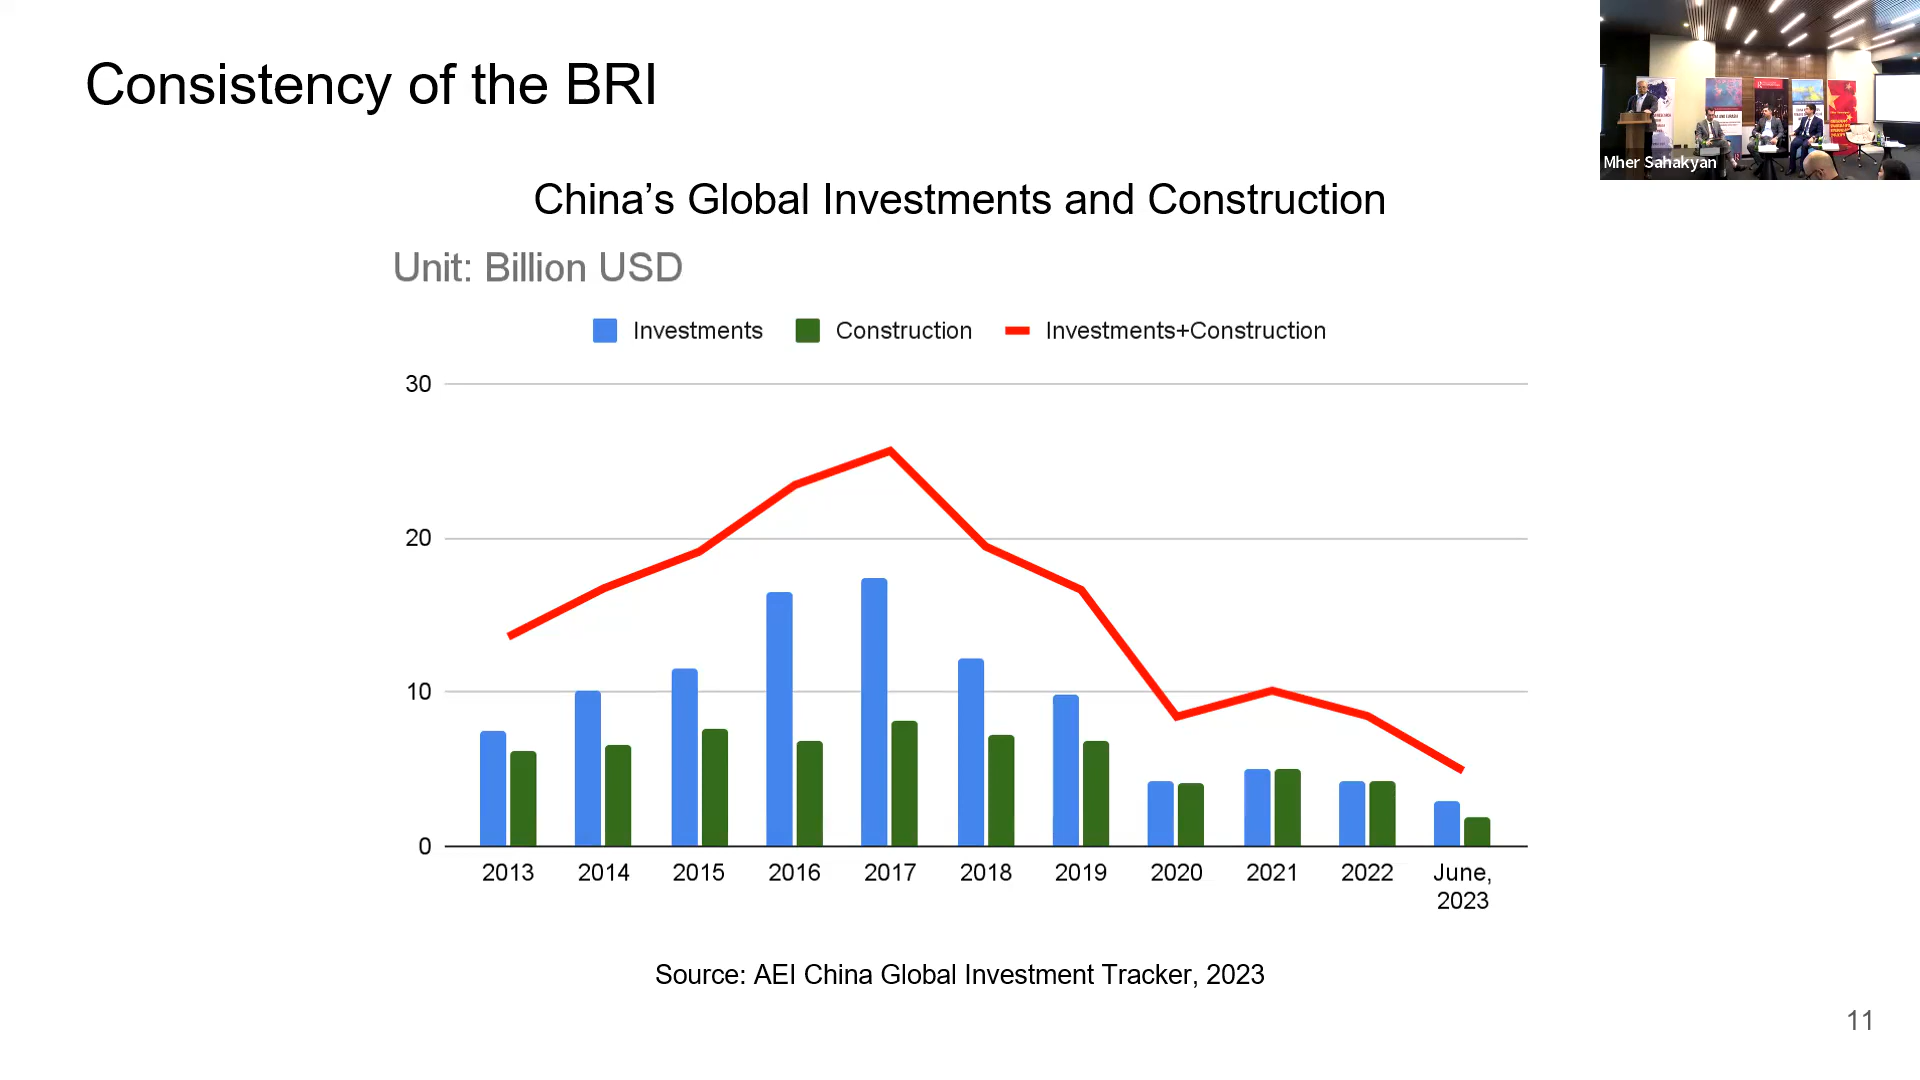 Consistency of the BRI
Mher Sahakyan
China’s Global Investments and Construction
Unit: Billion USD
Investments
Construction
Investments+Construction
30
20
10
0
2013
2014
2015
2016
2017
2018
2019
2020
2021
2022
June,
2023
Source: AEI China Global Investment Tracker, 2023
11